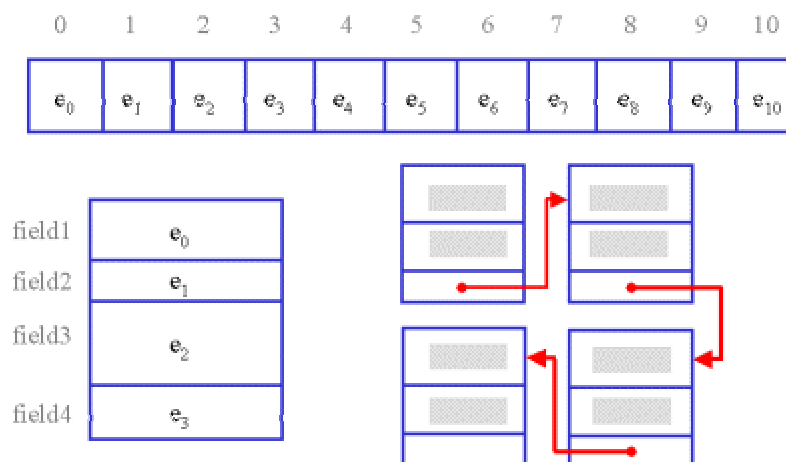 0 1 2 3 4 5 6 7 8 9 10
e₀ e₁ e₂ e₃ e₄ e₅ e₆ e₇ e₈ e₉ e₁₀
field1 e₀
field2 e₁
field3 e₂
field4 e₃